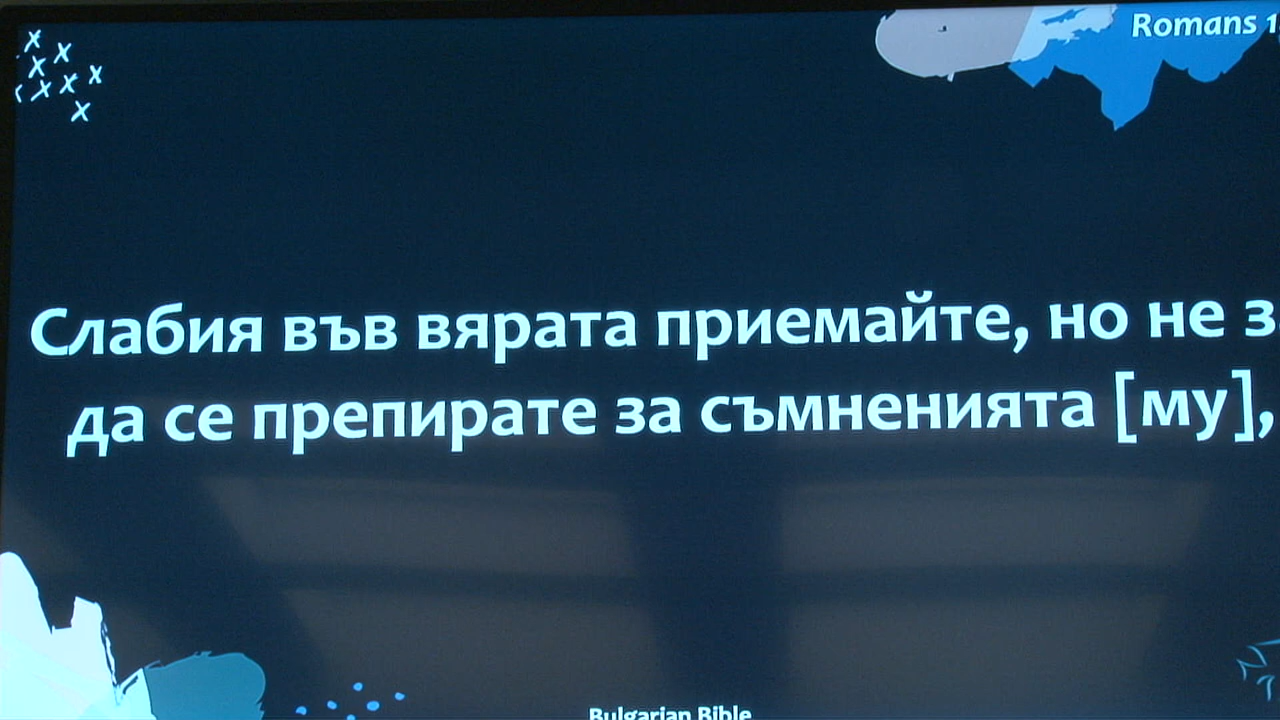 Romans 1
Слабия във вярата приемайте, но не
да се препирате за съмненията [му],
Bulgarian Bible